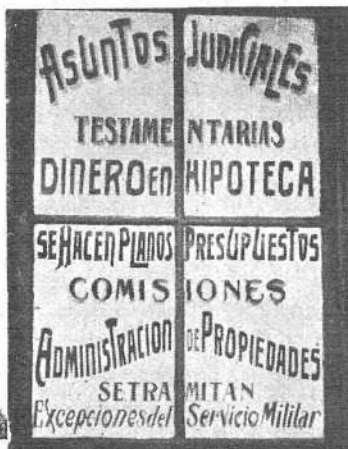 ASUNTOS JUDICIALES
TESTAMENTARIAS
DINERO en HIPOTECA
SE HACEN PLANOS PRESUPUESTOS
COMISIONES
ADMINISTRACION DE PROPIEDADES
SE TRAMITAN
Excepciones del Servicio Militar